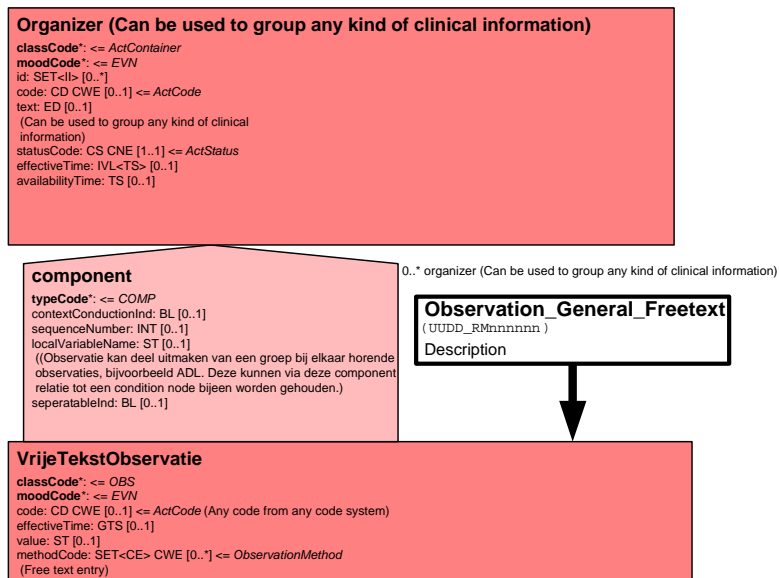 Organizer (Can be used to group any kind of clinical information)
classCode*: <= ActContainer
moodCode*: <= EVN
id: SET<II> [0..*]
code: CD CWE [0..1] <= ActCode
text: ED [0..1]
(Can be used to group any kind of clinical
information)
statusCode: CS CNE [1..1] <= ActStatus
effectiveTime: IVL<TS> [0..1]
availabilityTime: TS [0..1]
0..* organizer (Can be used to group any kind of clinical information)
component
typeCode*: <= COMP
contextConductionInd: BL [0..1]
sequenceNumber: INT [0..1]
localVariableName: ST [0..1]
((Observatie kan deel uitmaken van een groep bij elkaar horende
observaties, bijvoorbeeld ADL. Deze kunnen via deze component
relatie tot een condition node bijeen worden gehouden.)
seperatableInd: BL [0..1]
Observation_General_Freetext
(UUDD_RMnnnnnn)
Description
VrijeTekstObservatie
classCode*: <= OBS
moodCode*: <= EVN
code: CD CWE [0..1] <= ActCode (Any code from any code system)
effectiveTime: GTS [0..1]
value: ST [0..1]
methodCode: SET<CE> CWE [0..*] <= ObservationMethod
(Free text entry)